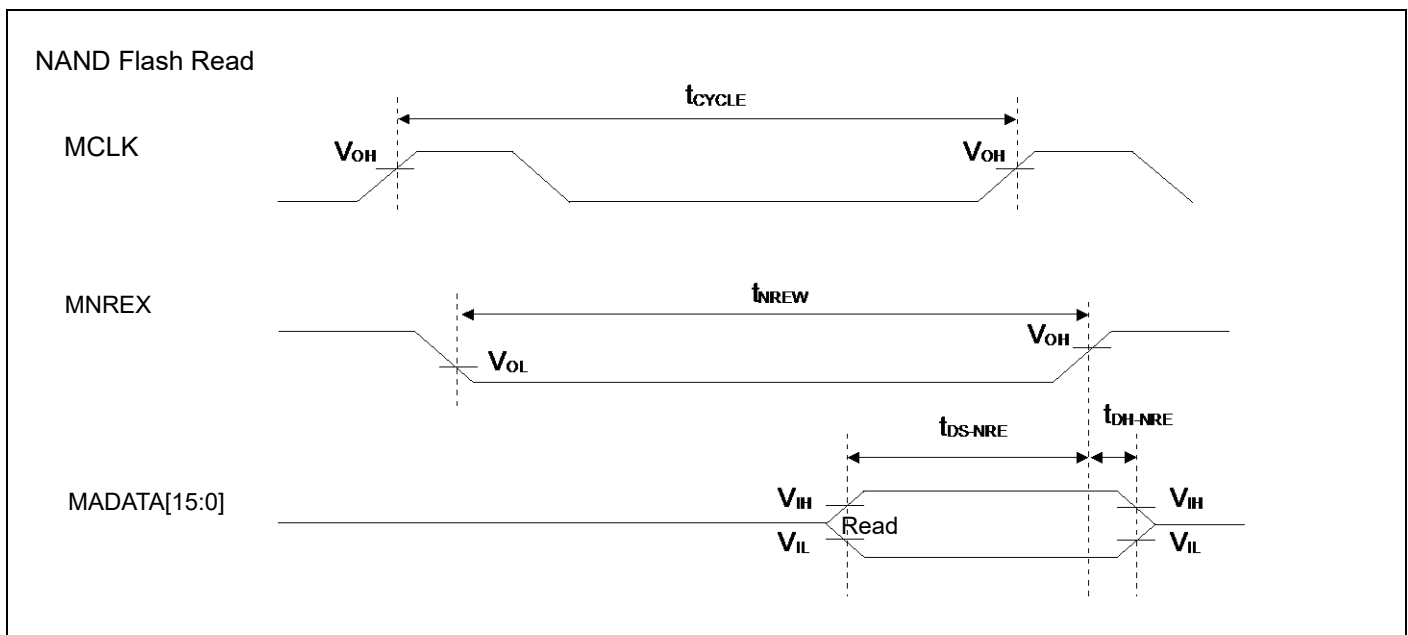 NAND Flash Read
tCYCLE
MCLK
VOH
VOH
MNREX
tNREW
VOH
VOL
tDS-NRE
tDH-NRE
MADATA[15:0]
VIH
VIH
Read
VIL
VIL